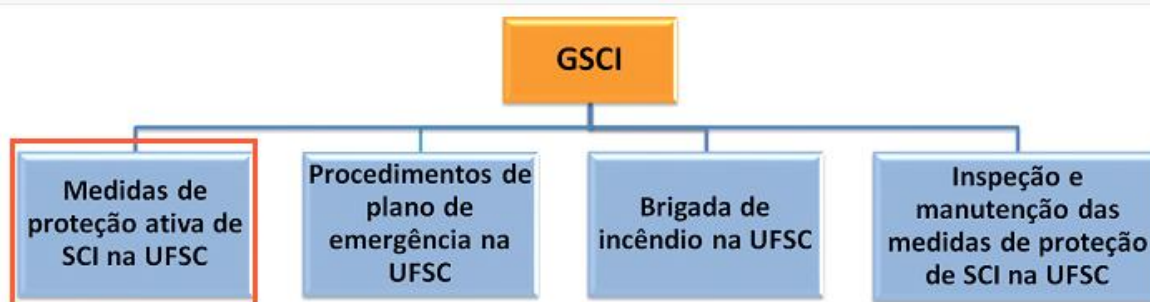 GSCI
Medidas de
proteção ativa de
SCI na UFSC
Procedimentos de
plano de
emergência na
UFSC
Brigada de
incêndio na UFSC
Inspeção e
manutenção das
medidas de proteção
de SCI na UFSC